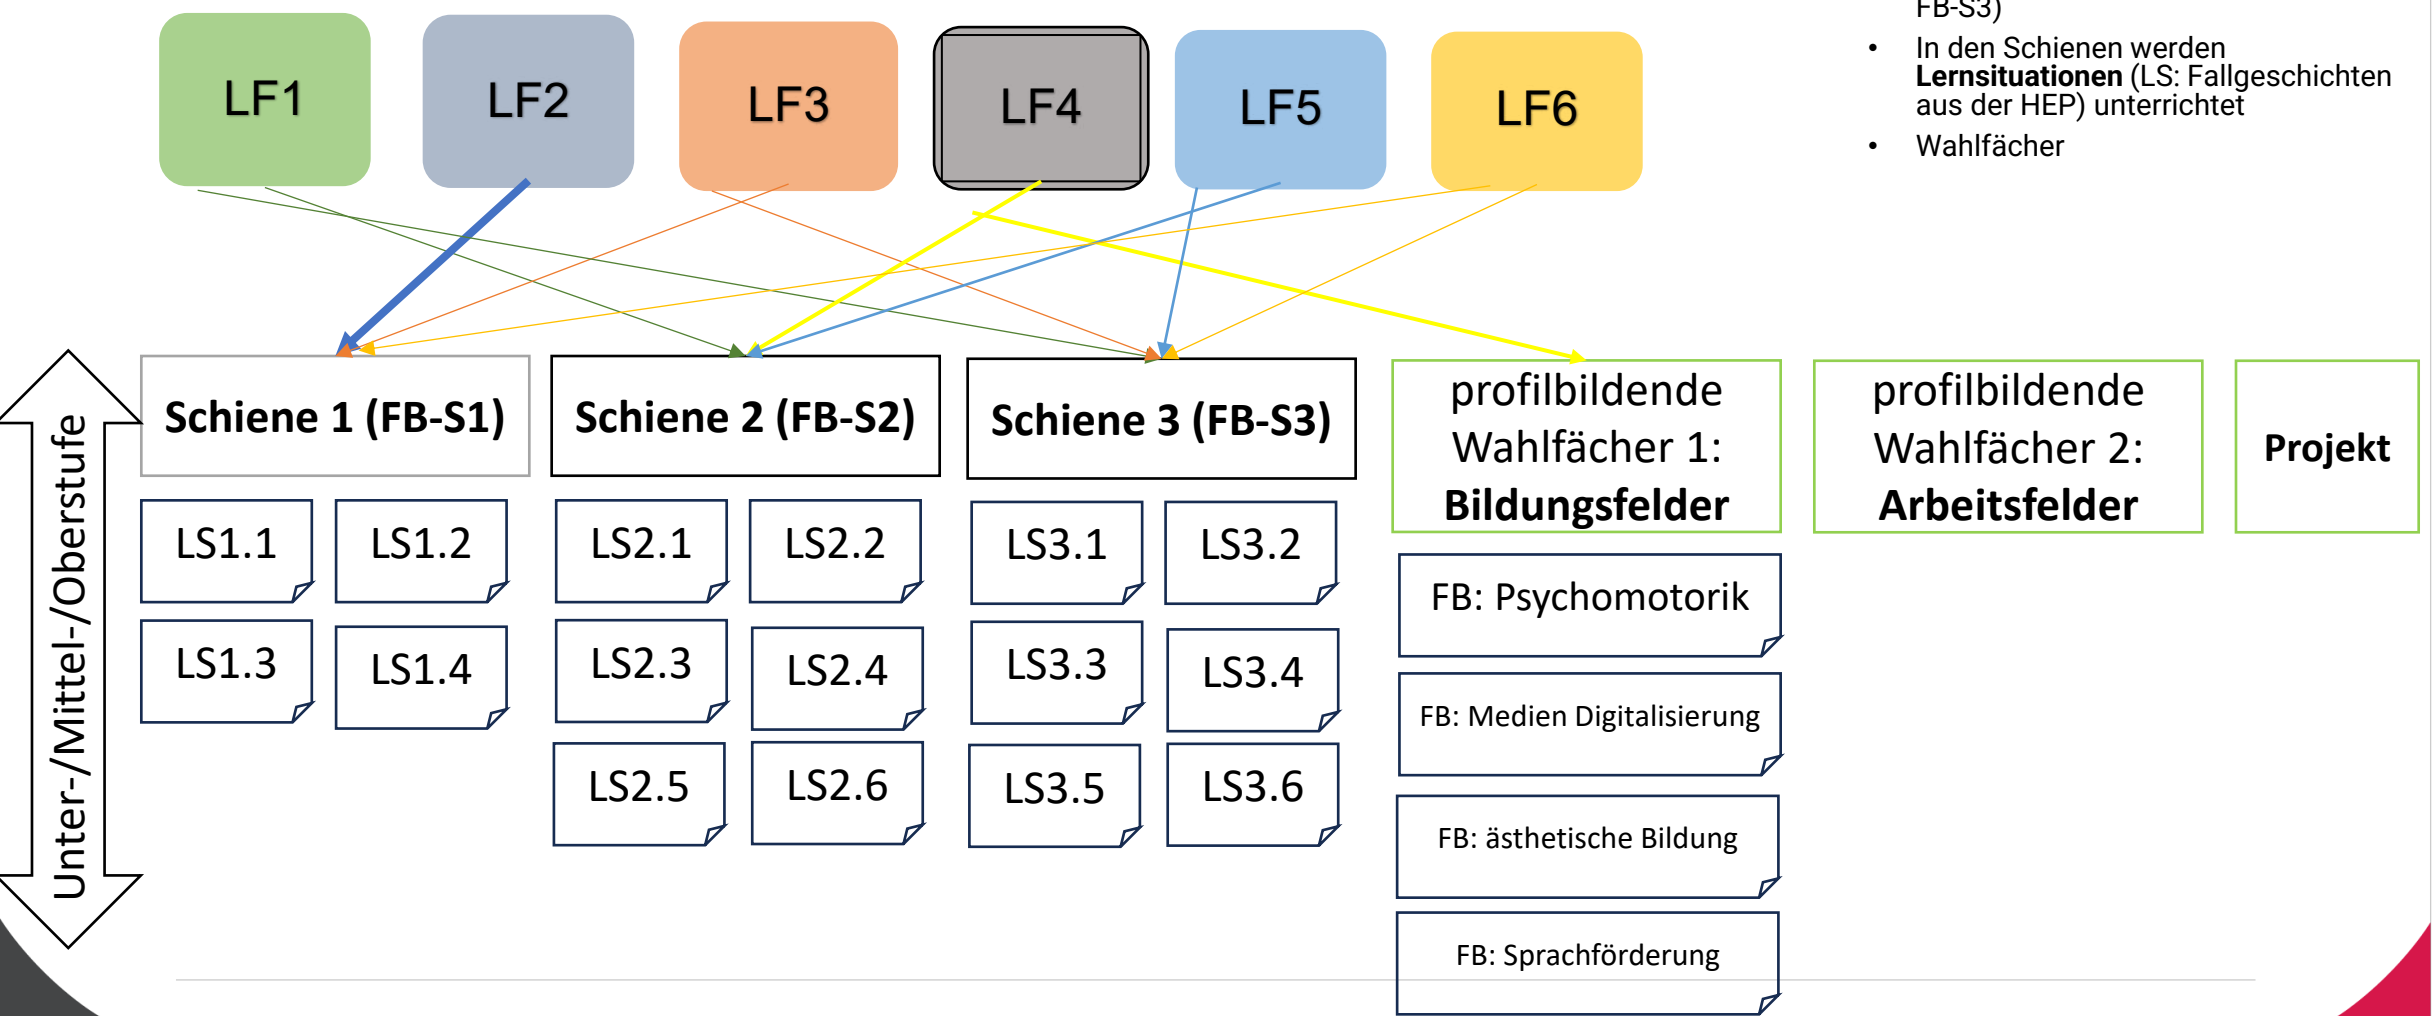 FB-S3)
• In den Schienen werden
Lernsituationen (LS: Fallgeschichten
aus der HEP) unterrichtet
• Wahlfächer
LF1
LF2
LF3
LF4
LF5
LF6
Unter-/Mittel-/Oberstufe
Schiene 1 (FB-S1)
Schiene 2 (FB-S2)
Schiene 3 (FB-S3)
profilbildende
Wahlfächer 1:
Bildungsfelder
profilbildende
Wahlfächer 2:
Arbeitsfelder
Projekt
LS1.1
LS1.2
LS1.3
LS1.4
LS2.1
LS2.2
LS2.3
LS2.4
LS2.5
LS2.6
LS3.1
LS3.2
LS3.3
LS3.4
LS3.5
LS3.6
FB: Psychomotorik
FB: Medien Digitalisierung
FB: ästhetische Bildung
FB: Sprachförderung